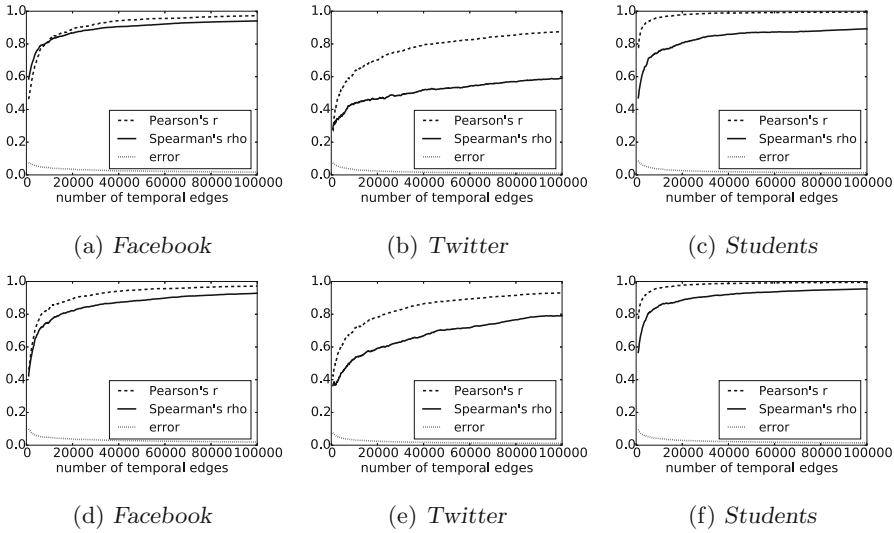 1.0
0.8
0.6
0.4
0.2
0.0
Pearson's r
Spearman's rho
error
0 20000 40000 60000 80000 100000
number of temporal edges
(a) Facebook
1.0
0.8
0.6
0.4
0.2
0.0
Pearson's r
Spearman's rho
error
0 20000 40000 60000 80000 100000
number of temporal edges
(b) Twitter
1.0
0.8
0.6
0.4
0.2
0.0
Pearson's r
Spearman's rho
error
0 20000 40000 60000 80000 100000
number of temporal edges
(c) Students
1.0
0.8
0.6
0.4
0.2
0.0
Pearson's r
Spearman's rho
error
0 20000 40000 60000 80000 100000
number of temporal edges
(d) Facebook
1.0
0.8
0.6
0.4
0.2
0.0
Pearson's r
Spearman's rho
error
0 20000 40000 60000 80000 100000
number of temporal edges
(e) Twitter
1.0
0.8
0.6
0.4
0.2
0.0
Pearson's r
Spearman's rho
error
0 20000 40000 60000 80000 100000
number of temporal edges
(f) Students